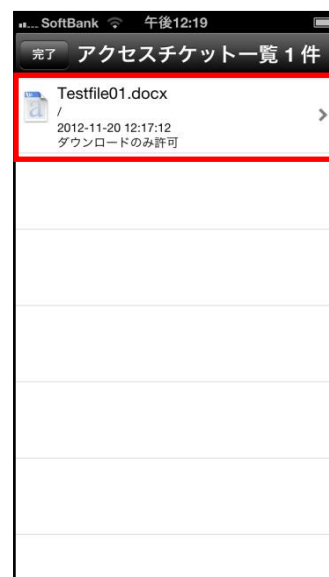 SoftBank 午後12:19
完了 アクセスチケット一覧 1 件
Testfile01.docx
/
2012-11-20 12:17:12
ダウンロードのみ許可